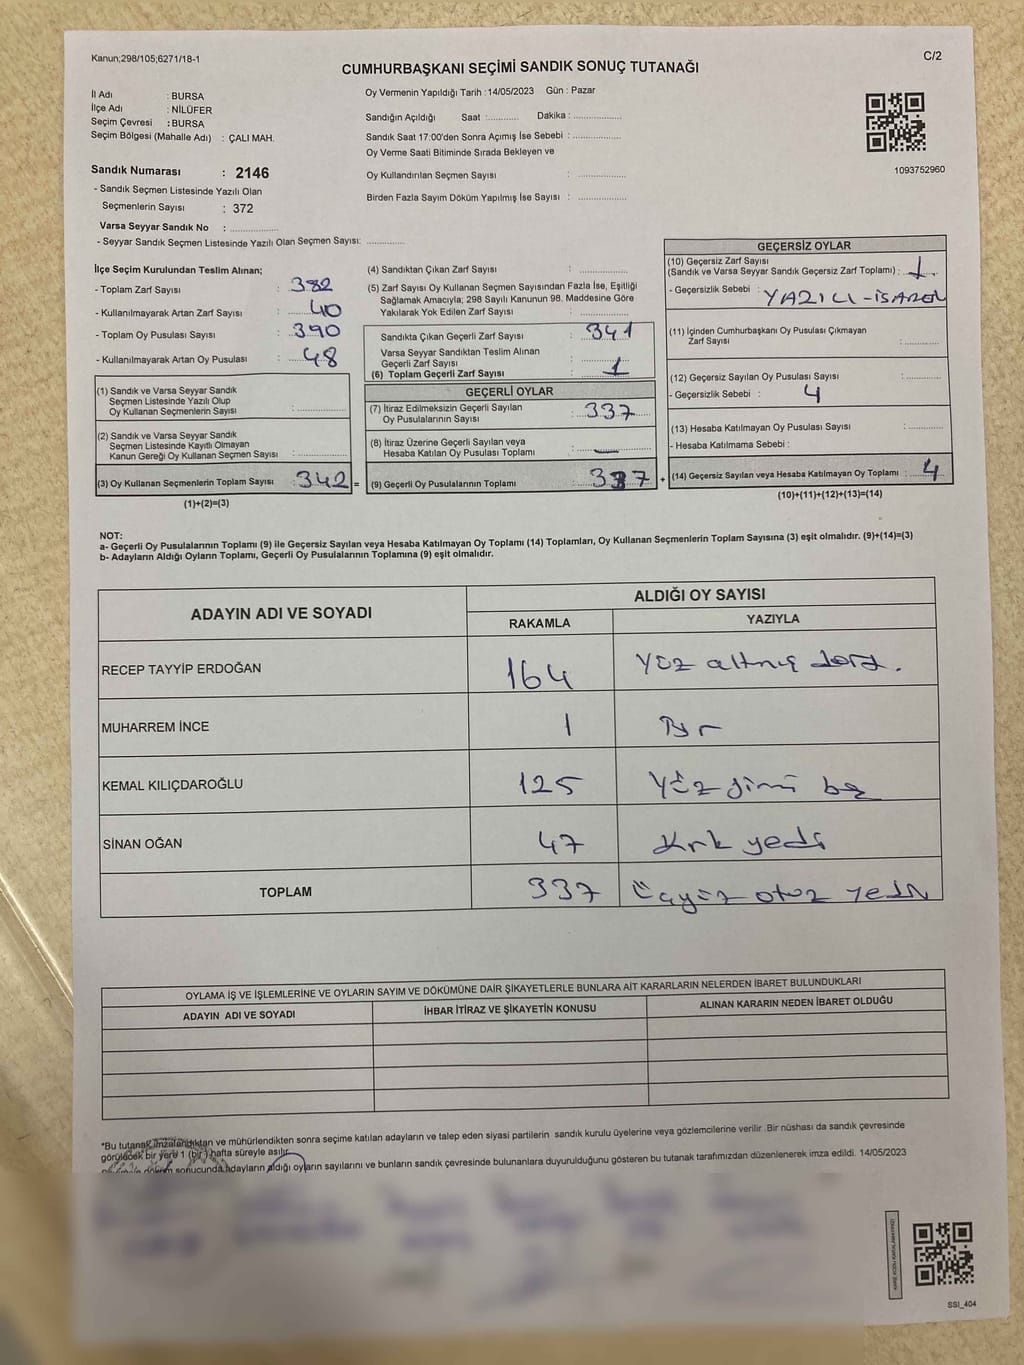 Kanun;298/105;6271/18-1
C/2
CUMHURBAŞKANI SEÇİMİ SANDIK SONUÇ TUTANAĞI
İl Adı : BURSA
İlçe Adı : NİLÜFER
Seçim Çevresi : BURSA
Seçim Bölgesi (Mahalle Adı) : ÇALI MAH.
Oy Vermenin Yapıldığı Tarih :14/05/2023 Gün : Pazar
Sandığın Açıldığı Saat :........... Dakika : .................
Sandık Saat 17:00'den Sonra Açımış İse Sebebi : .................
Oy Verme Saati Bitiminde Sırada Bekleyen ve
Oy Kullandırılan Seçmen Sayısı : .................
Birden Fazla Sayım Döküm Yapılmış İse Sayısı : .................
1093752960
Sandık Numarası : 2146
- Sandık Seçmen Listesinde Yazılı Olan
Seçmenlerin Sayısı : 372
Varsa Seyyar Sandık No : .................
- Seyyar Sandık Seçmen Listesinde Yazılı Olan Seçmen Sayısı: .............
İlçe Seçim Kurulundan Teslim Alınan;
- Toplam Zarf Sayısı : 382
- Kullanılmayarak Artan Zarf Sayısı : 40
- Toplam Oy Pusulası Sayısı : 390
- Kullanılmayarak Artan Oy Pusulası : 48
(1) Sandık ve Varsa Seyyar Sandık
Seçmen Listesinde Yazılı Olup
Oy Kullanan Seçmenlerin Sayısı : .................
(2) Sandık ve Varsa Seyyar Sandık
Seçmen Listesinde Kayıtlı Olmayan
Kanun Gereği Oy Kullanan Seçmen Sayısı : .................
(3) Oy Kullanan Seçmenlerin Toplam Sayısı : 342 =
(1)+(2)=(3)
(4) Sandıktan Çıkan Zarf Sayısı : .................
(5) Zarf Sayısı Oy Kullanan Seçmen Sayısından Fazla İse, Eşitliği
Sağlamak Amacıyla; 298 Sayılı Kanunun 98. Maddesine Göre
Yakılarak Yok Edilen Zarf Sayısı : .................
Sandıkta Çıkan Geçerli Zarf Sayısı : 341
Varsa Seyyar Sandıktan Teslim Alınan
Geçerli Zarf Sayısı : .................
(6) Toplam Geçerli Zarf Sayısı : 1
GEÇERLİ OYLAR
(7) İtiraz Edilmeksizin Geçerli Sayılan
Oy Pusulalarının Sayısı : 337
(8) İtiraz Üzerine Geçerli Sayılan veya
Hesaba Katılan Oy Pusulası Toplamı : —
(9) Geçerli Oy Pusulalarının Toplamı : 337 +
GEÇERSİZ OYLAR
(10) Geçersiz Zarf Sayısı
(Sandık ve Varsa Seyyar Sandık Geçersiz Zarf Toplamı) : 1
- Geçersizlik Sebebi : YAZILI -
(11) İçinden Cumhurbaşkanı Oy Pusulası Çıkmayan
Zarf Sayısı : .................
(12) Geçersiz Sayılan Oy Pusulası Sayısı : .................
- Geçersizlik Sebebi : 4
(13) Hesaba Katılmayan Oy Pusulası Sayısı : .................
- Hesaba Katılmama Sebebi :
(14) Geçersiz Sayılan veya Hesaba Katılmayan Oy Toplamı : 4
(10)+(11)+(12)+(13)=(14)
NOT:
a- Geçerli Oy Pusulalarının Toplamı (9) ile Geçersiz Sayılan veya Hesaba Katılmayan Oy Toplamı (14) Toplamları, Oy Kullanan Seçmenlerin Toplam Sayısına (3) eşit olmalıdır. (9)+(14)=(3)
b- Adayların Aldığı Oyların Toplamı, Geçerli Oy Pusulalarının Toplamına (9) eşit olmalıdır.
ADAYIN ADI VE SOYADI
ALDIĞI OY SAYISI
RAKAMLA YAZIYLA
RECEP TAYYİP ERDOĞAN 164 Yüz altmış dört.
MUHARREM İNCE 1 Bir
KEMAL KILIÇDAROĞLU 125 Yüz yirmi beş
SİNAN OĞAN 47 Kırk yedi
TOPLAM 337 Üçyüz otuz yedi
OYLAMA İŞ VE İŞLEMLERİNE VE OYLARIN SAYIM VE DÖKÜMÜNE DAİR ŞİKAYETLERLE BUNLARA AİT KARARLARIN NELERDEN İBARET BULUNDUKLARI
ADAYIN ADI VE SOYADI İHBAR İTİRAZ VE ŞİKAYETİN KONUSU ALINAN KARARIN NEDEN İBARET OLDUĞU
*Bu tutanak imzalandıktan ve mühürlendikten sonra seçime katılan adayların ve talep eden siyasi partilerin sandık kurulu üyelerine veya gözlemcilerine verilir .Bir nüshası da sandık çevresinde
görülecek bir yere 1 (bir) hafta süreyle asılır.
döküm sonucunda adayların aldığı oyların sayılarını ve bunların sandık çevresinde bulunanlara duyurulduğunu gösteren bu tutanak tarafımızdan düzenlenerek imza edildi. 14/05/2023
SSI_404